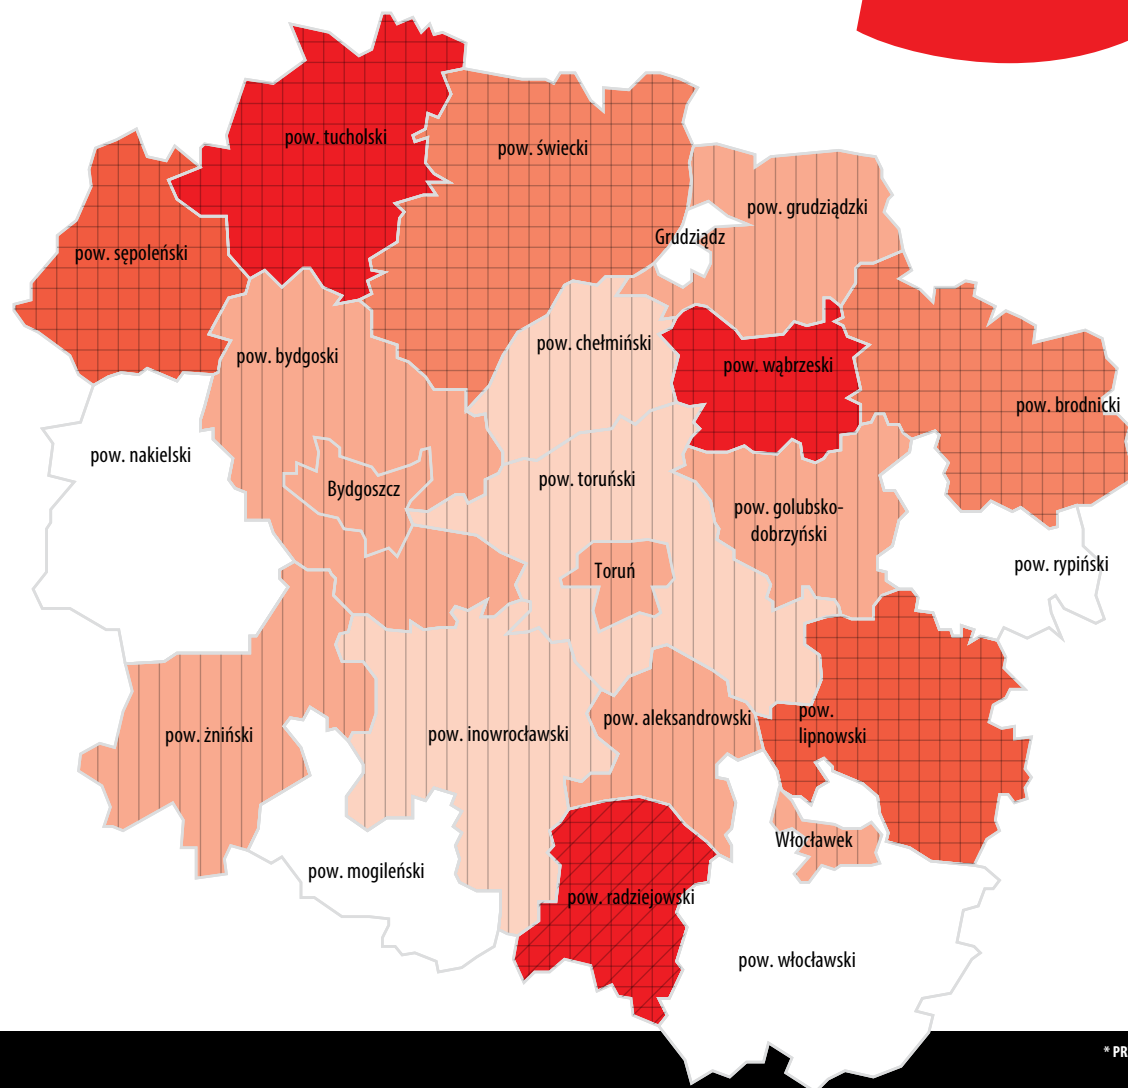 pow. tucholski
pow. świecki
pow. grudziądzki
Grudziądz
pow. sępoleński
pow. chełmiński
pow. bydgoski
pow. wąbrzeski
pow. brodnicki
pow. nakielski
pow. toruński
Bydgoszcz
pow. golubsko-
dobrzyński
pow. rypiński
Toruń
pow.
lipnowski
pow. aleksandrowski
pow. inowrocławski
pow. żniński
Włocławek
pow. mogileński
pow. radziejowski
pow. włocławski
* PR